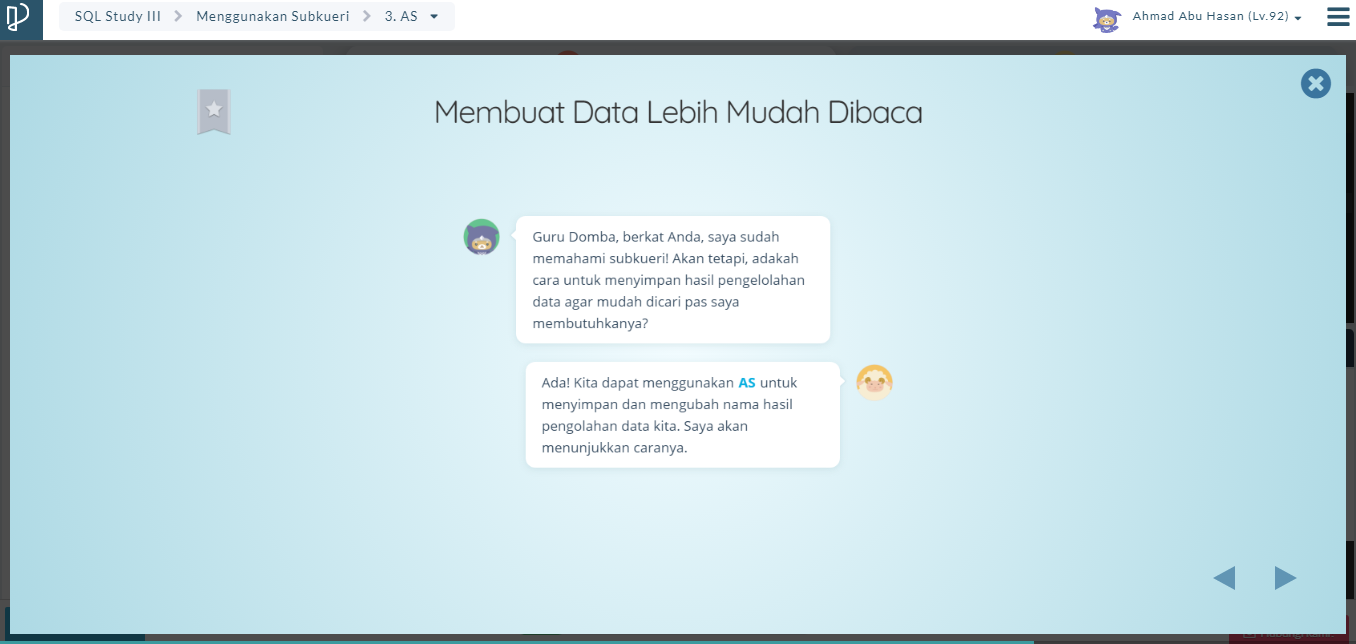 SQL Study III > Menggunakan Subkueri > 3. AS
Ahmad Abu Hasan (Lv.92)
Membuat Data Lebih Mudah Dibaca
Guru Domba, berkat Anda, saya sudah
memahami subkueri! Akan tetapi, adakah
cara untuk menyimpan hasil pengelolahan
data agar mudah dicari pas saya
membutuhkanya?
Ada! Kita dapat menggunakan AS untuk
menyimpan dan mengubah nama hasil
pengolahan data kita. Saya akan
menunjukkan caranya.